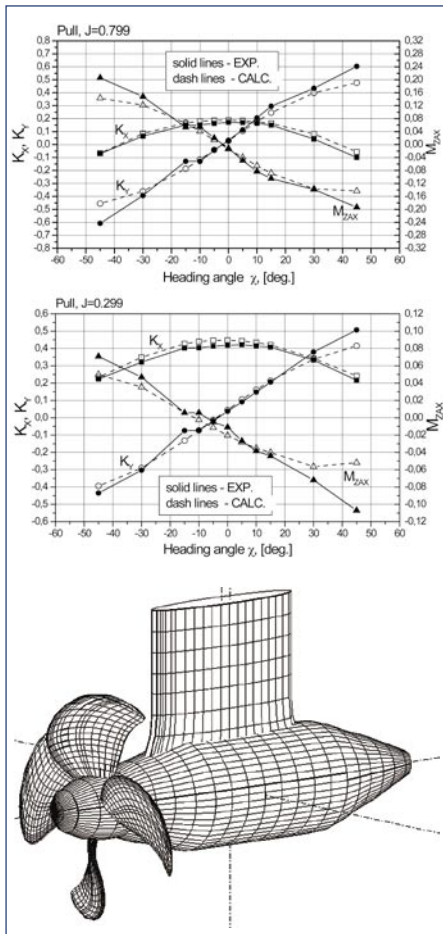 Pull, J=0.799
0,8 0,32
0,7 0,28
solid lines - EXP.
0,6 0,24
dash lines - CALC.
0,5 0,20
0,4 0,16
0,3 0,12
0,2 0,08
K_X
0,1 0,04
0,0 0,00
-0,1 -0,04
-0,2 -0,08
-0,3 -0,12
K_Y
-0,4 -0,16
-0,5 -0,20
M_ZAX
-0,6 -0,24
-0,7 -0,28
-0,8 -0,32
K_X, K_Y
M_ZAX
-60 -50 -40 -30 -20 -10 0 10 20 30 40 50 60
Heading angle χ, [deg.]
Pull, J=0.299
0,6 0,12
0,5 0,10
K_X
0,4 0,08
0,3 0,06
0,2 0,04
0,1 0,02
0,0 0,00
-0,1 -0,02
-0,2 -0,04
K_Y
-0,3 -0,06
M_ZAX
-0,4 -0,08
solid lines - EXP.
-0,5 -0,10
dash lines - CALC.
-0,6 -0,12
K_X, K_Y
M_ZAX
-60 -50 -40 -30 -20 -10 0 10 20 30 40 50 60
Heading angle χ, [deg.]